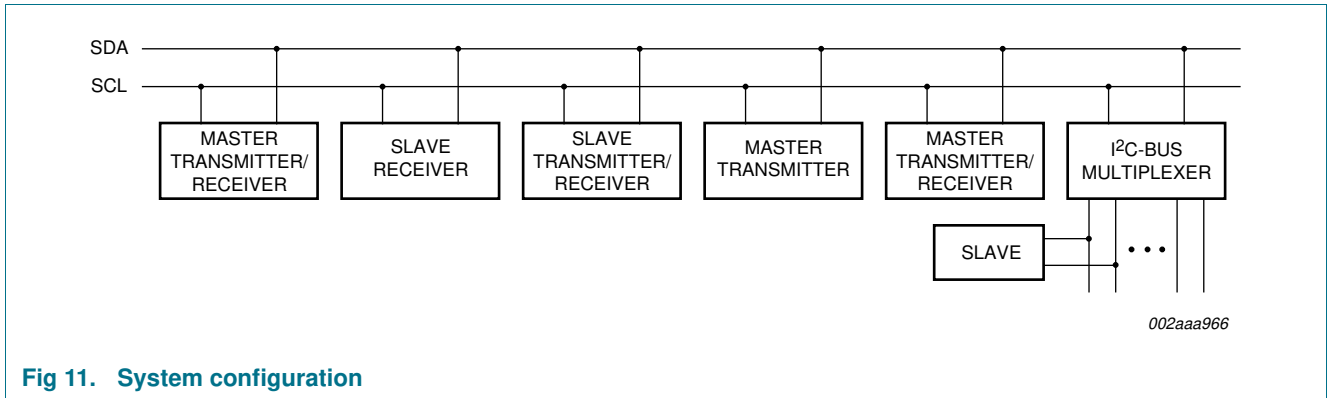 SDA
SCL
MASTER
TRANSMITTER/
RECEIVER
SLAVE
RECEIVER
SLAVE
TRANSMITTER/
RECEIVER
MASTER
TRANSMITTER
MASTER
TRANSMITTER/
RECEIVER
I²C-BUS
MULTIPLEXER
SLAVE
002aaa966
Fig 11. System configuration